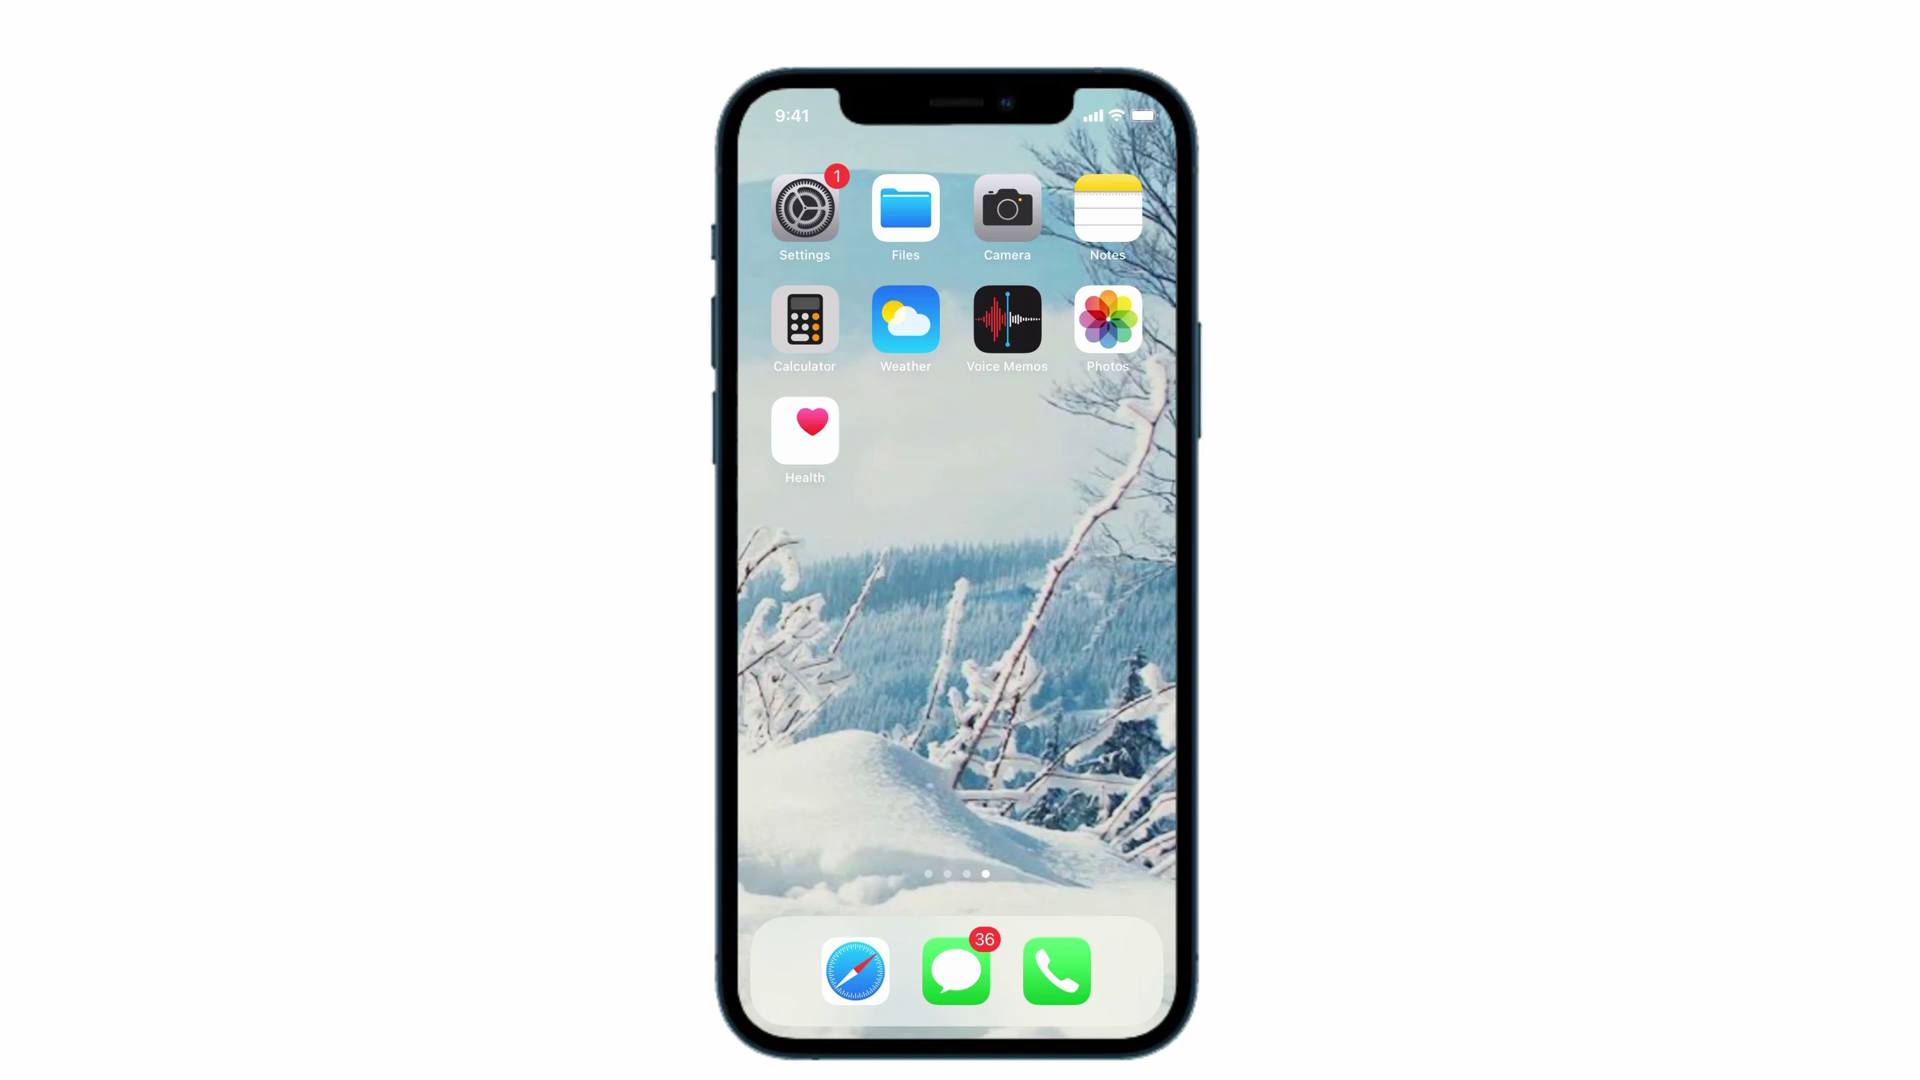 9:41
1
Settings Files Camera Notes
Calculator Weather Voice Memos Photos
Health
36